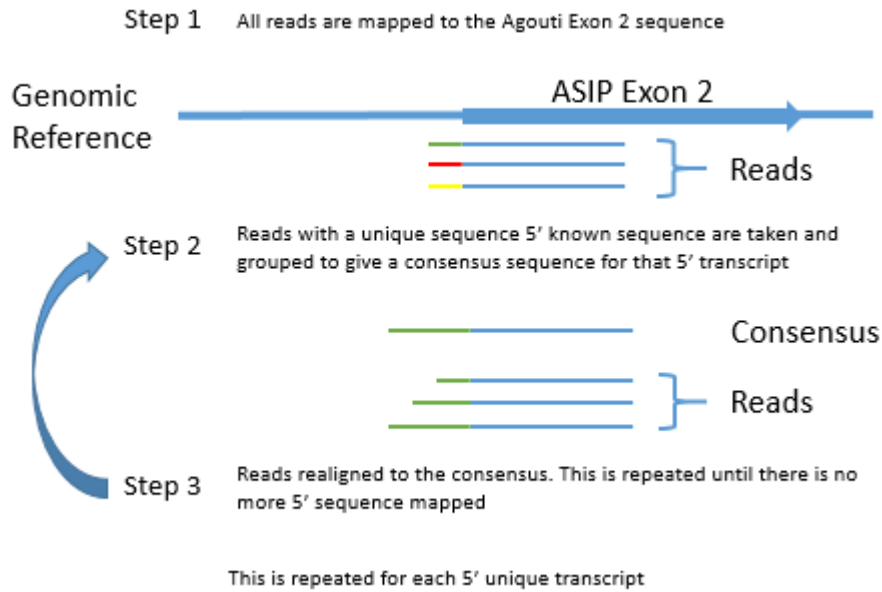 Step 1 All reads are mapped to the Agouti Exon 2 sequence
Genomic
Reference
ASIP Exon 2
Reads
Step 2 Reads with a unique sequence 5’ known sequence are taken and
grouped to give a consensus sequence for that 5’ transcript
Consensus
Reads
Step 3 Reads realigned to the consensus. This is repeated until there is no
more 5’ sequence mapped
This is repeated for each 5’ unique transcript